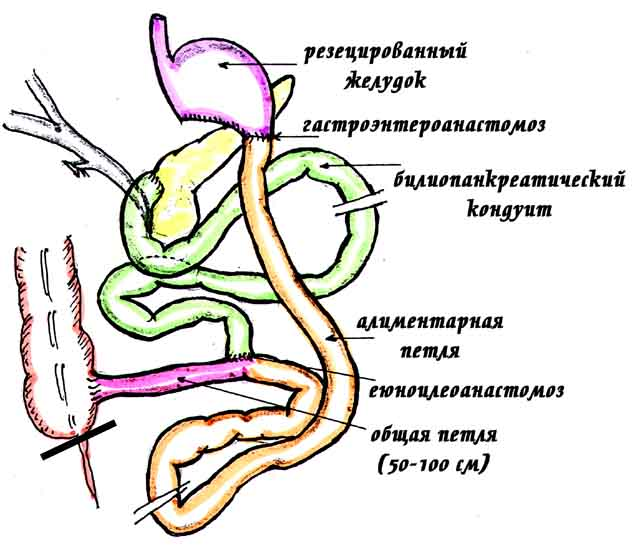 резецированный
желудок
гастроэнтероанастомоз
билиопанкреатический
кондуит
алиментарная
петля
еюноилеоанастомоз
общая петля
(50-100 см)